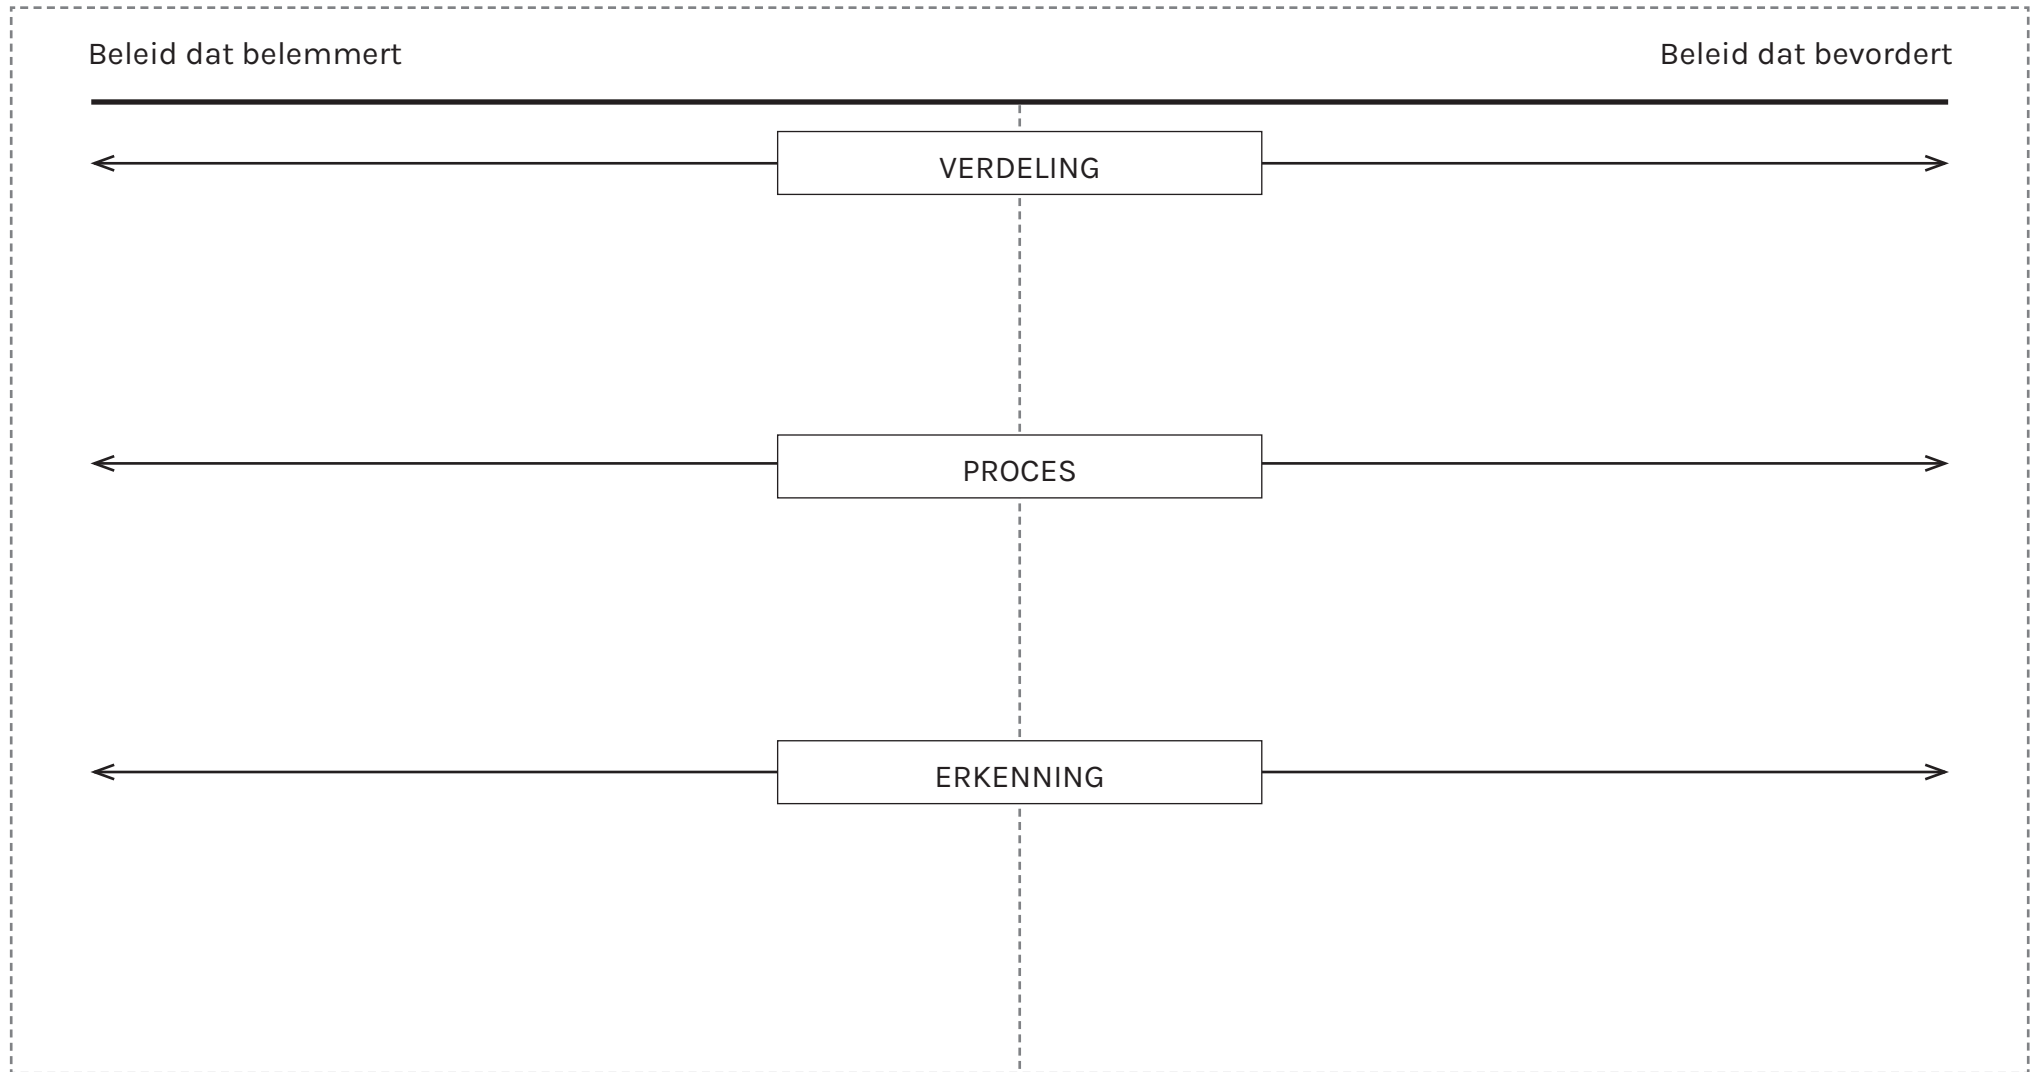 Beleid dat belemmert
Beleid dat bevordert
VERDELING
PROCES
ERKENNING